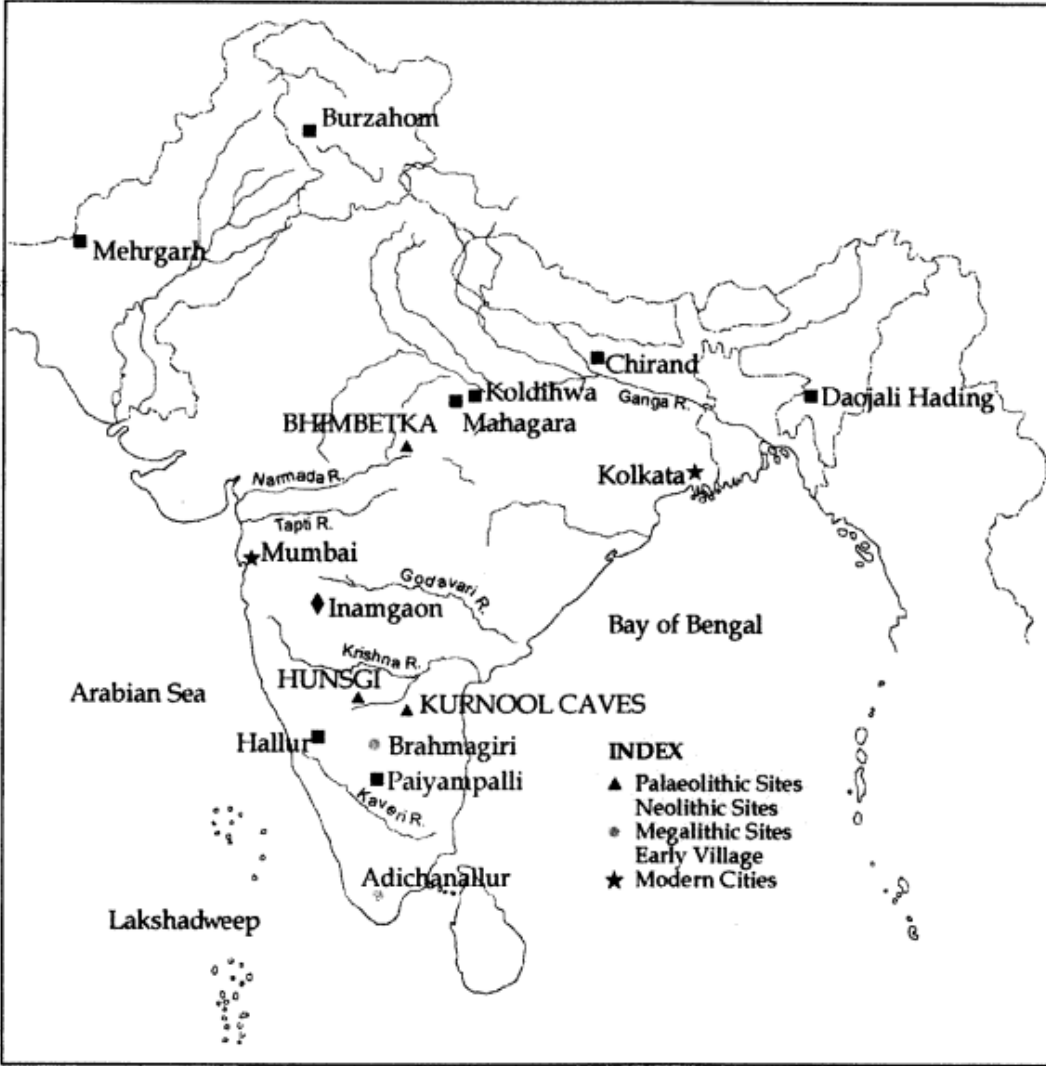 Burzahom
Mehrgarh
Chirand
Koldihwa
Ganga R.
Daojali Hading
Mahagara
BHIMBETKA
Kolkata
Narmada R.
Tapti R.
Mumbai
Godavari R.
Inamgaon
Bay of Bengal
Krishna R.
HUNSGI
Arabian Sea
KURNOOL CAVES
Hallur
Brahmagiri
INDEX
Paiyampalli
Palaeolithic Sites
Kaveri R.
Neolithic Sites
Megalithic Sites
Early Village
Adichanallur
Modern Cities
Lakshadweep